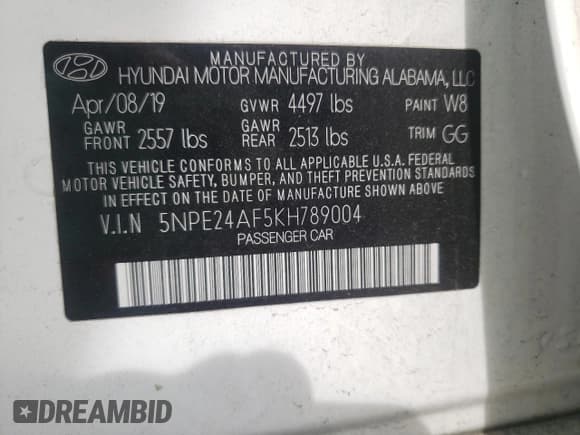 MANUFACTURED BY
HYUNDAI MOTOR MANUFACTURING ALABAMA, LLC
Apr/08/19 GVWR 4497 lbs PAINT W8
GAWR FRONT 2557 lbs GAWR REAR 2513 lbs TRIM GG
THIS VEHICLE CONFORMS TO ALL APPLICABLE U.S.A. FEDERAL
MOTOR VEHICLE SAFETY, BUMPER, AND THEFT PREVENTION STANDARDS
IN EFFECT ON THE DATE OF MANUFACTURE SHOWN ABOVE
V.I.N 5NPE24AF5KH789004
PASSENGER CAR
DREAMBID